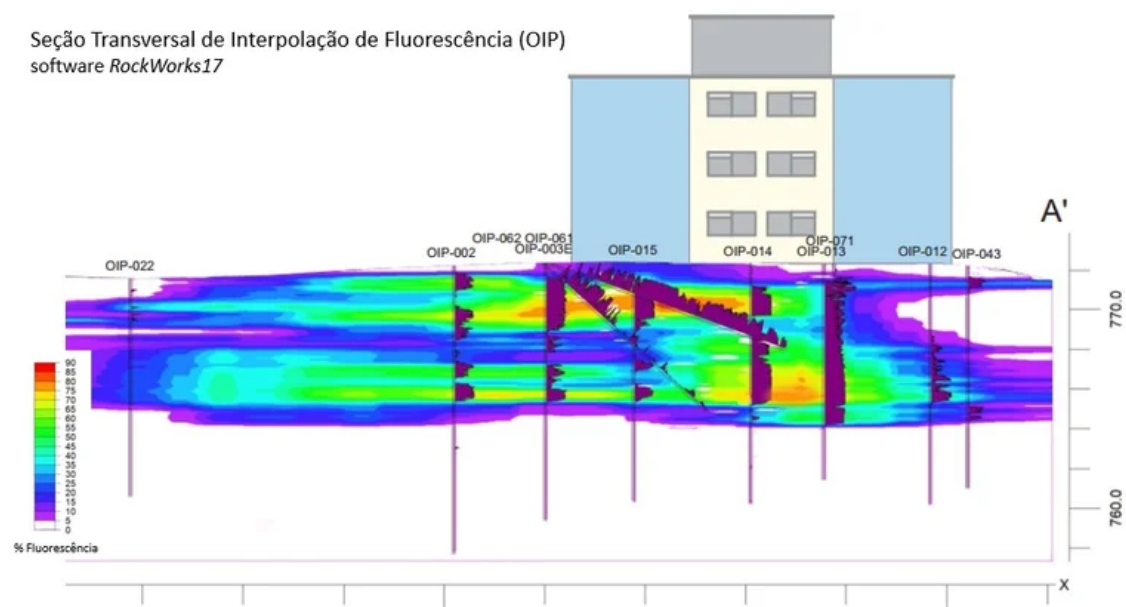 Seção Transversal de Interpolação de Fluorescência (OIP)
software RockWorks17
A'
OIP-062 OIP-061
OIP-071
OIP-022
OIP-002
OIP-003E
OIP-015
OIP-014
OIP-013
OIP-012
OIP-043
770.0
760.0
90
85
80
75
70
65
60
55
50
45
40
35
30
25
20
15
10
5
0
% Fluorescência
X